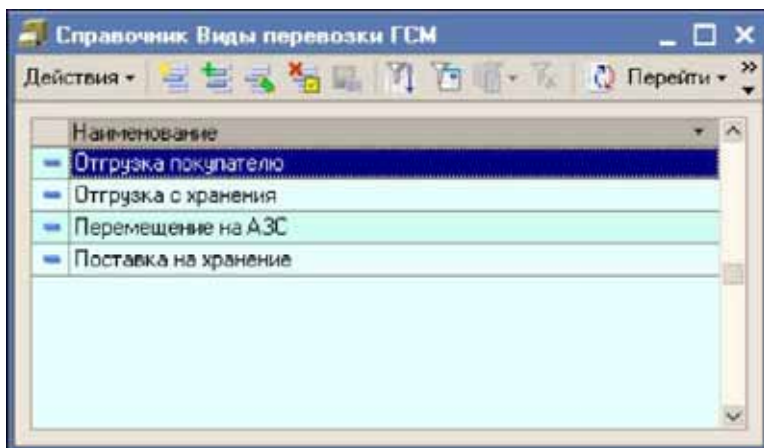 Справочник Виды перевозки ГСМ
Действия Перейти
Наименование
Отгрузка покупателю
Отгрузка с хранения
Перемещение на АЗС
Поставка на хранение